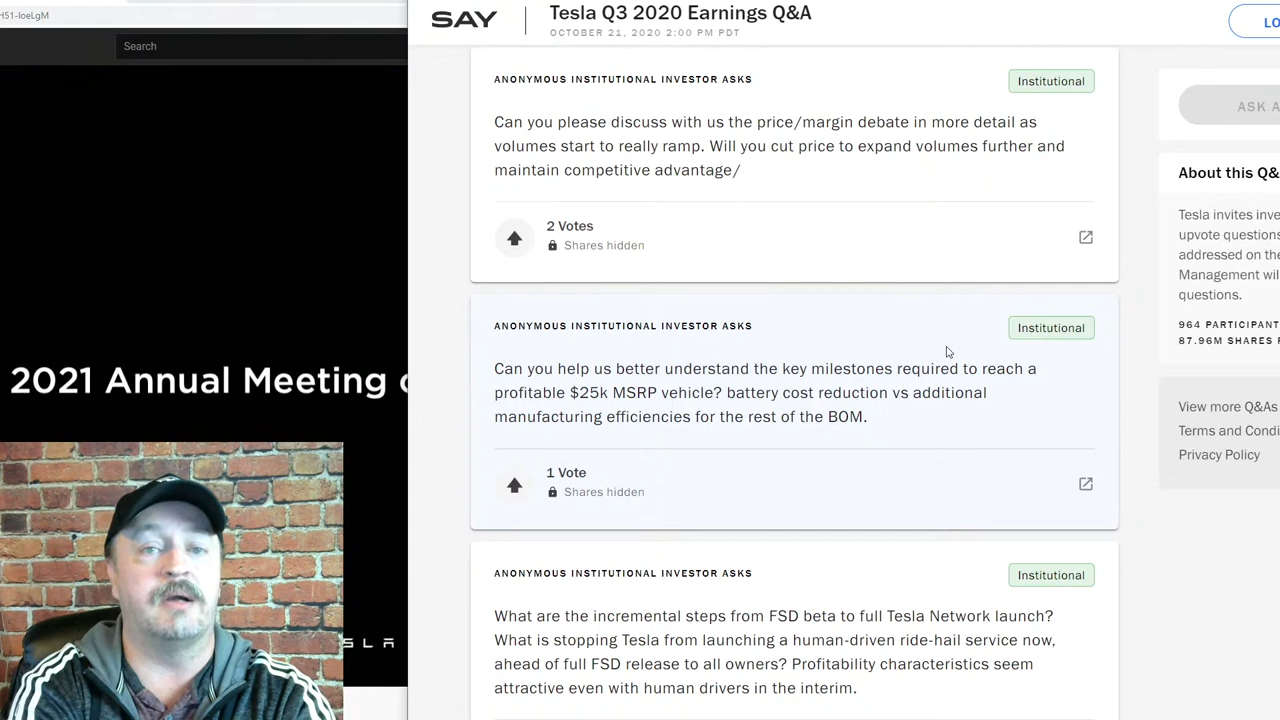 H51-IoeLgM
Search
2021 Annual Meeting
SLA
SAY
Tesla Q3 2020 Earnings Q&A
OCTOBER 21, 2020 2:00 PM PDT
LO
ANONYMOUS INSTITUTIONAL INVESTOR ASKS
Institutional
Can you please discuss with us the price/margin debate in more detail as
volumes start to really ramp. Will you cut price to expand volumes further and
maintain competitive advantage/
2 Votes
Shares hidden
ANONYMOUS INSTITUTIONAL INVESTOR ASKS
Institutional
Can you help us better understand the key milestones required to reach a
profitable $25k MSRP vehicle? battery cost reduction vs additional
manufacturing efficiencies for the rest of the BOM.
1 Vote
Shares hidden
ANONYMOUS INSTITUTIONAL INVESTOR ASKS
Institutional
What are the incremental steps from FSD beta to full Tesla Network launch?
What is stopping Tesla from launching a human-driven ride-hail service now,
ahead of full FSD release to all owners? Profitability characteristics seem
attractive even with human drivers in the interim.
ASK A
About this Q&
Tesla invites inve
upvote questions
addressed on the
Management wil
questions.
964 PARTICIPANT
87.96M SHARES
View more Q&As
Terms and Condi
Privacy Policy